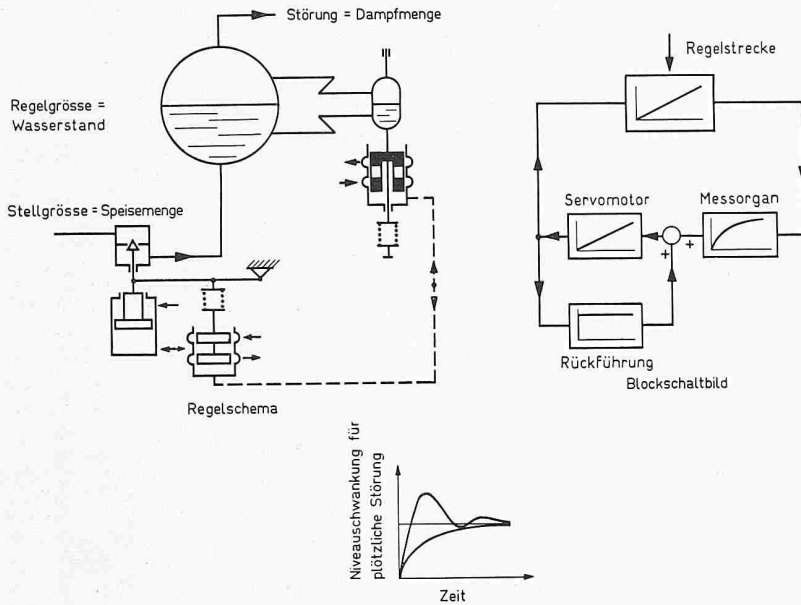 Störung = Dampfmenge
Regelgrösse =
Wasserstand
Stellgrösse = Speisemenge
Regelschema
Regelstrecke
Servomotor
Messorgan
+
+
Rückführung
Blockschaltbild
Niveauschwankung für
plötzliche Störung
Zeit